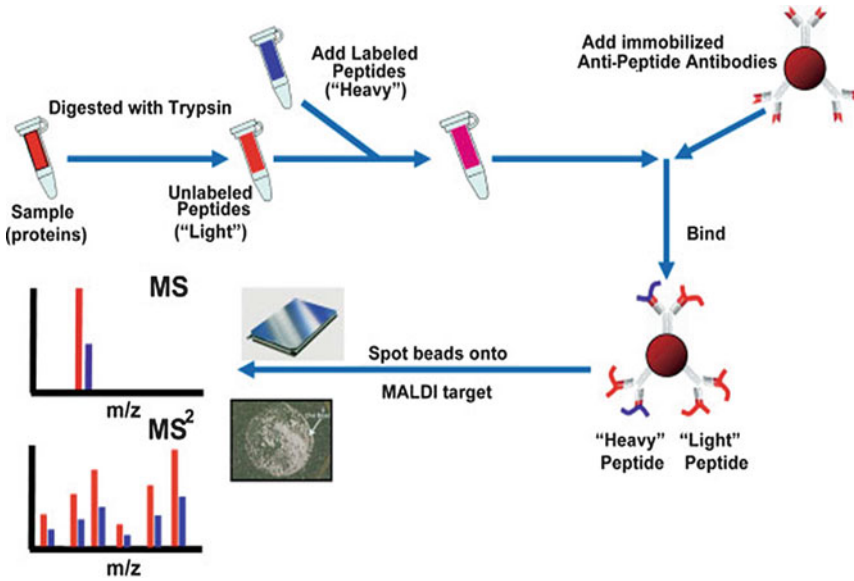 Add Labeled
Peptides
(“Heavy”)
Add immobilized
Anti-Peptide Antibodies
Digested with Trypsin
Sample
(proteins)
Unlabeled
Peptides
(“Light”)
Bind
MS
m/z
Spot beads onto
MALDI target
“Heavy” “Light”
Peptide Peptide
MS2
m/z